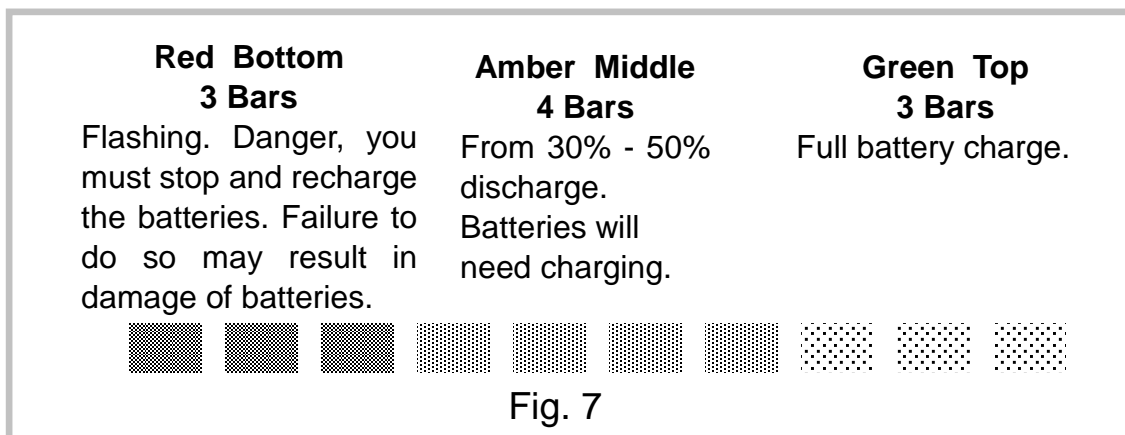 Red Bottom
3 Bars
Flashing. Danger, you
must stop and recharge
the batteries. Failure to
do so may result in
damage of batteries.
Amber Middle
4 Bars
From 30% - 50%
discharge.
Batteries will
need charging.
Green Top
3 Bars
Full battery charge.
Fig. 7